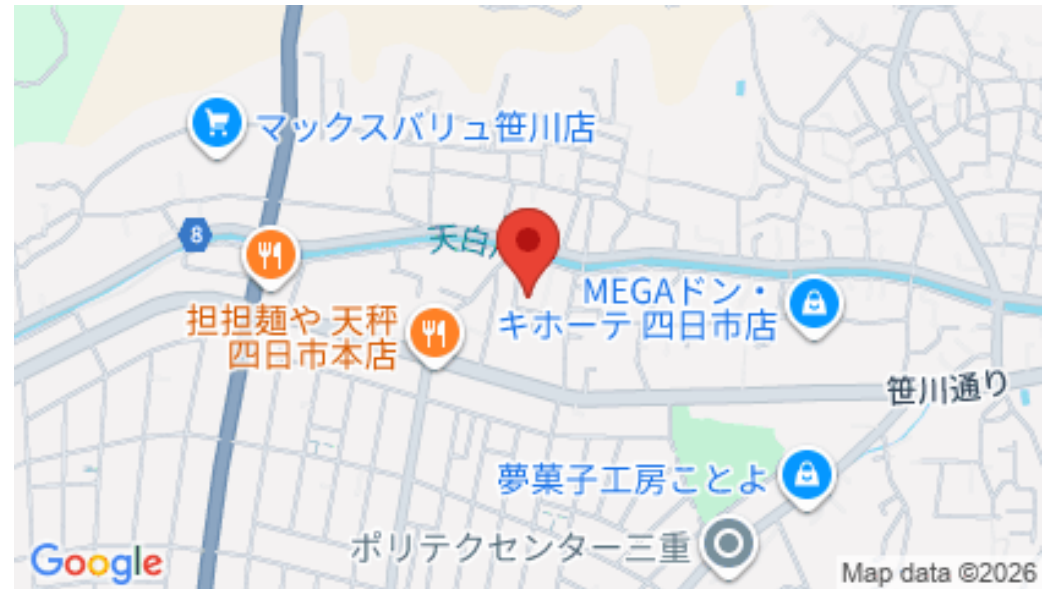 マックスバリュ笹川店
8
天白
MEGAドン・
キホーテ 四日市店
担担麺や 天秤
四日市本店
笹川通り
夢菓子工房ことよ
ポリテクセンター三重
Google
Map data ©2026